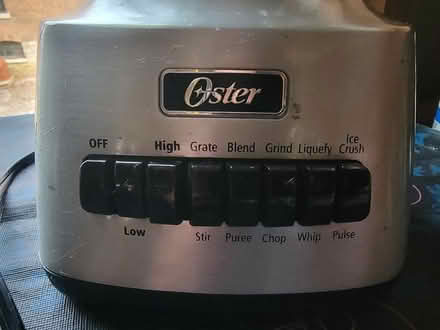 Oster
OFF High Grate Blend Grind Liquefy Ice Crush
Low Stir Puree Chop Whip Pulse